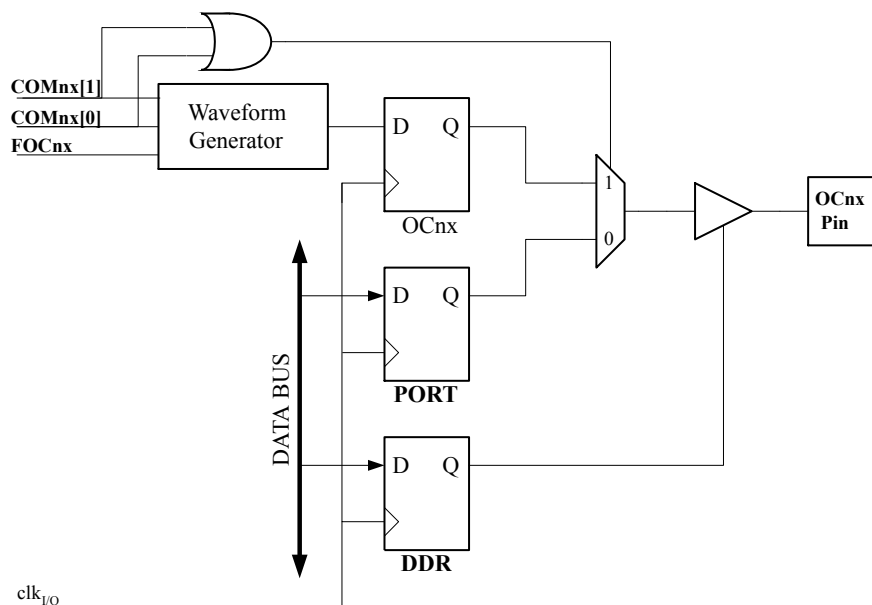 COMnx[1]
COMnx[0]
FOCnx
Waveform
Generator
D Q
OCnx
1
0
OCnx
Pin
D Q
PORT
DATA BUS
D Q
DDR
clkI/O